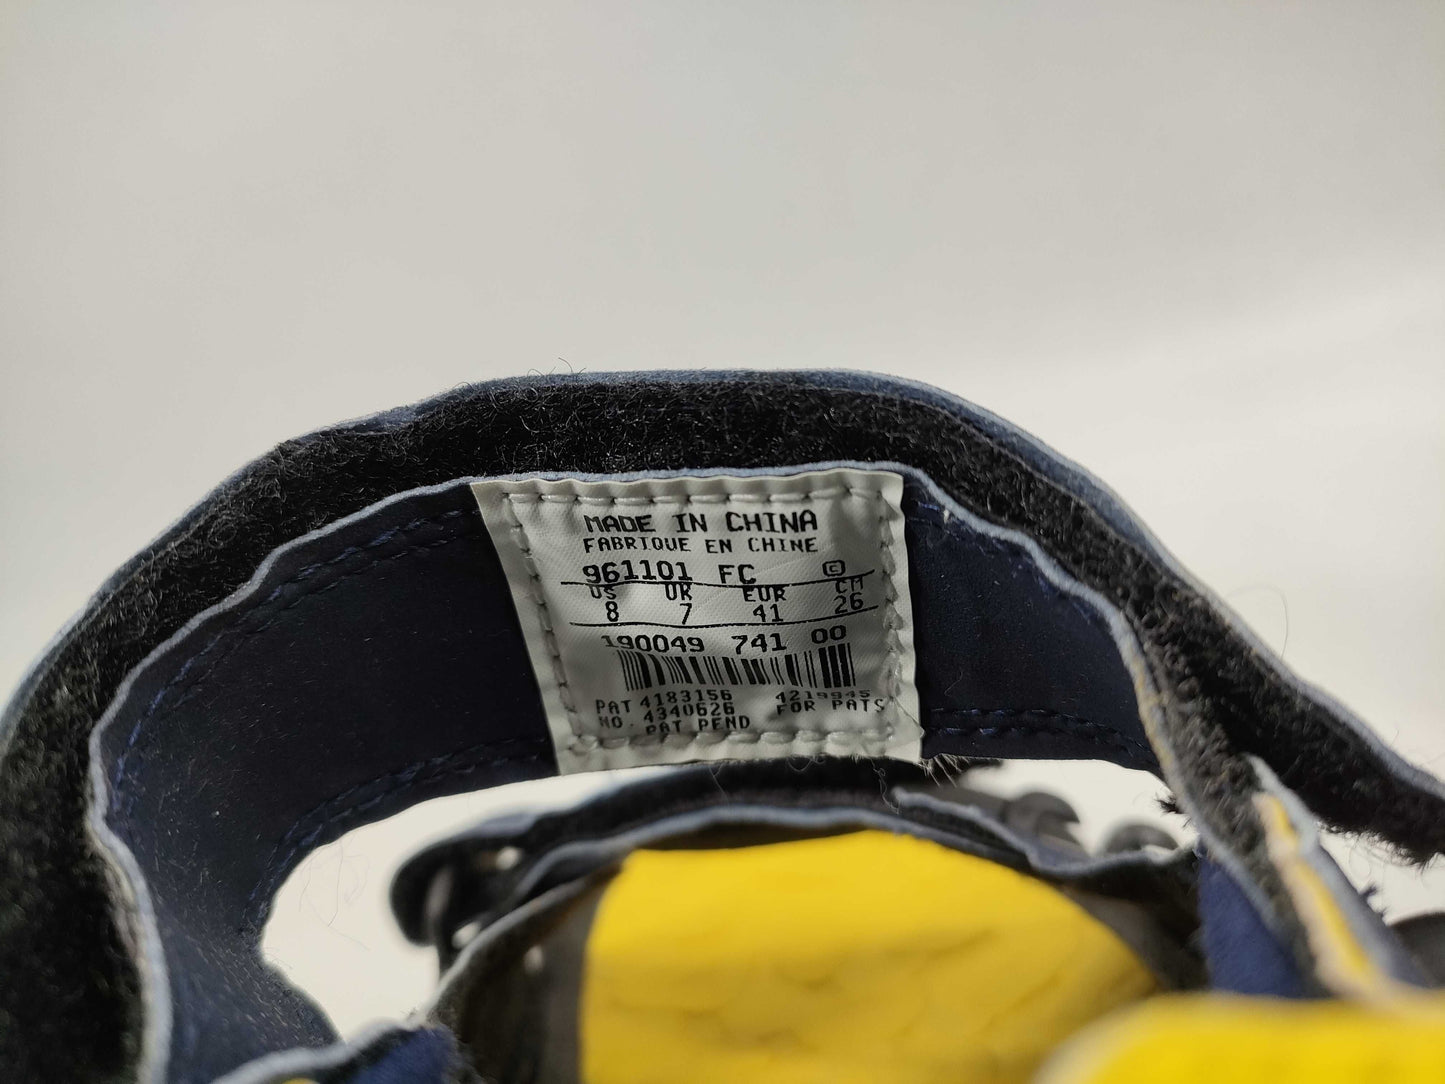 MADE IN CHINA
FABRIQUE EN CHINE
961101 FC ©
US UK EUR CM
8 7 41 26
190049 741 00
PAT 4183156 4219945
NO. 4340626 FOR PATS
PAT PEND